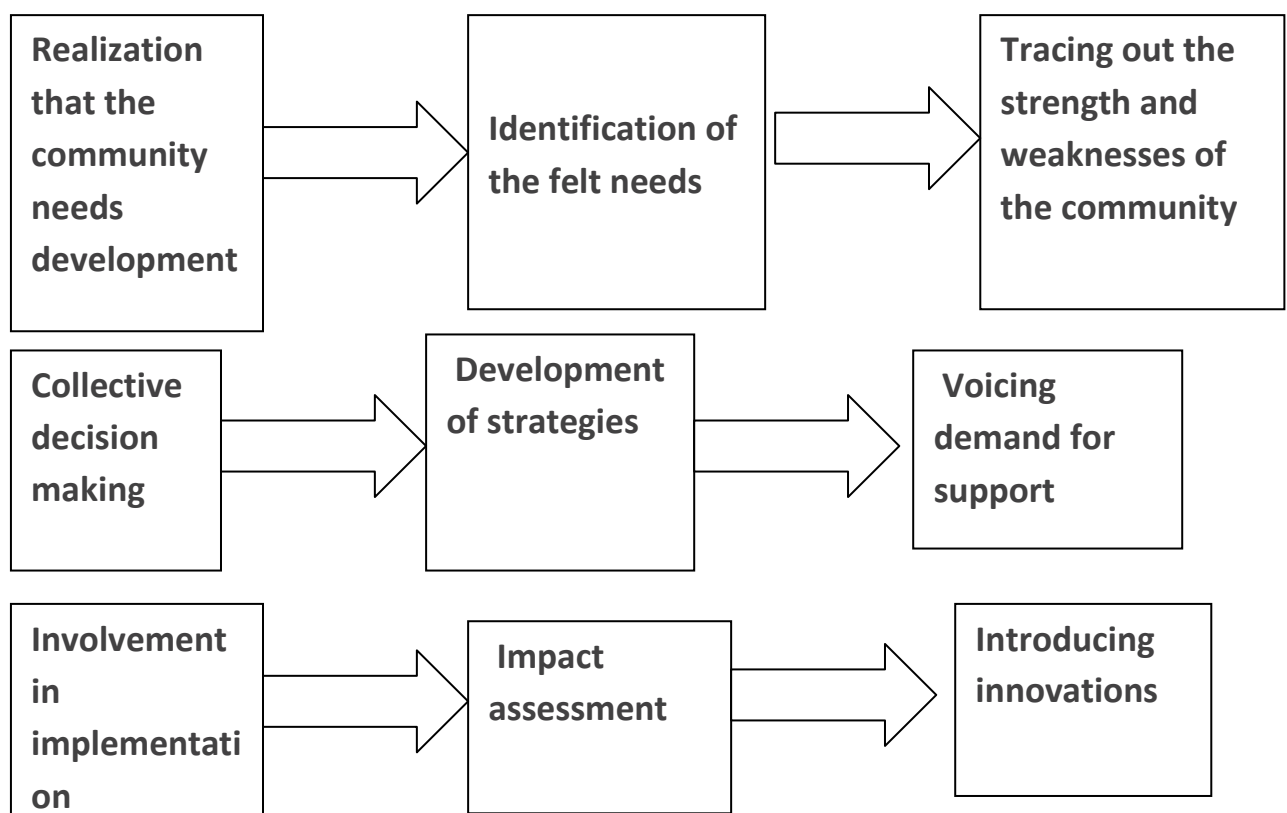 Realization
that the
community
needs
development
Identification of
the felt needs
Tracing out the
strength and
weaknesses of
the community
Collective
decision
making
Development
of strategies
Voicing
demand for
support
Involvement
in
implementati
on
Impact
assessment
Introducing
innovations